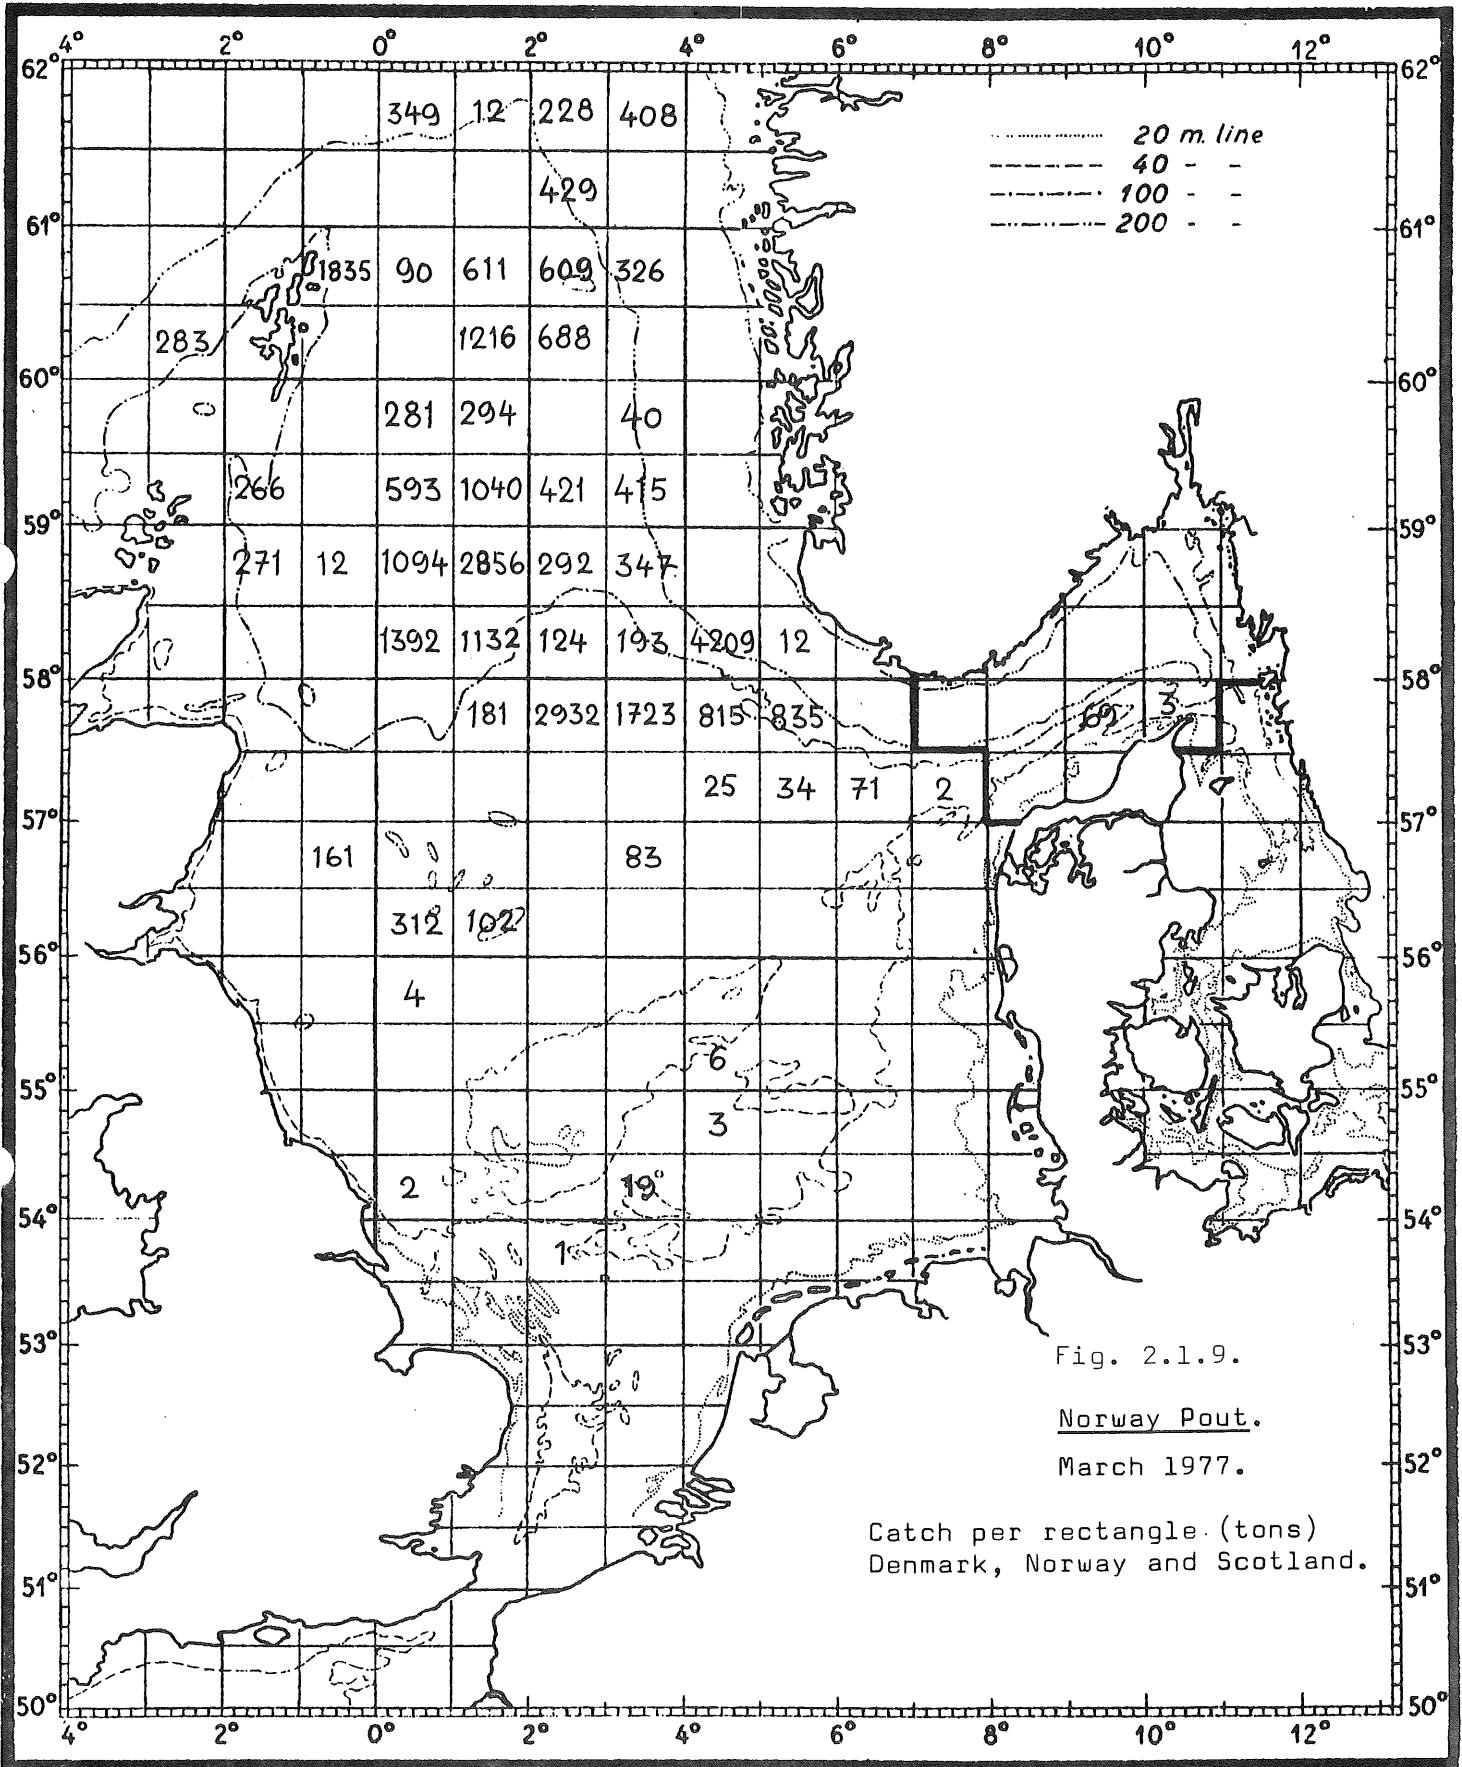 4° 2° 0° 2° 4° 6° 8° 10° 12°
62° 62°
349 12 228 408
20 m. line
40 - -
429
100 - -
200 - -
61° 61°
1835 90 611 609 326
283 1216 688
60° 60°
281 294 40
266 593 1040 421 415
59° 59°
271 12 1094 2856 292 347
1392 1132 124 193 4209 12
58° 58°
181 2932 1723 815 835 69 3
25 34 71 2
57° 57°
161 83
312 102
56° 56°
4
6
55° 55°
3
2 19
54° 54°
1
53° 53°
Fig. 2.1.9.
Norway Pout.
52° March 1977. 52°
Catch per rectangle (tons)
Denmark, Norway and Scotland.
51° 51°
50° 50°
4° 2° 0° 2° 4° 6° 8° 10° 12°